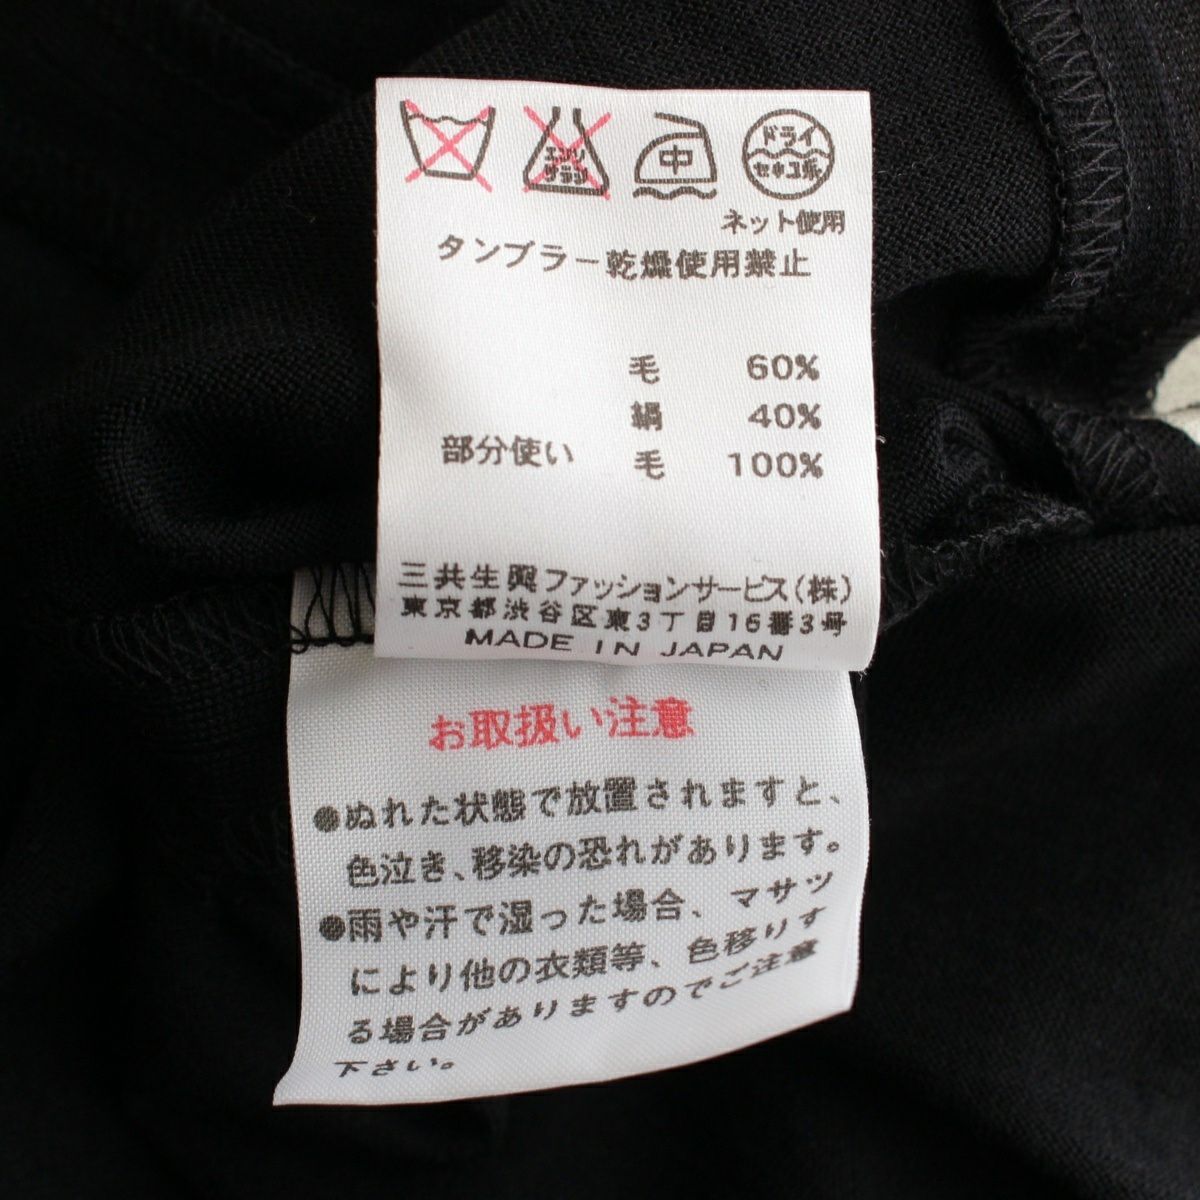 エンソ
サラシ
中
ドライ
セキユ系
ネット使用
タンブラー乾燥使用禁止
毛 60%
絹 40%
部分使い 毛 100%
三共生興ファッションサービス(株)
東京都渋谷区東3丁目16番3号
MADE IN JAPAN
お取扱い注意
●ぬれた状態で放置されますと、
色泣き、移染の恐れがあります。
●雨や汗で湿った場合、マサツ
により他の衣類等、色移りす
る場合がありますのでご注意
下さい。